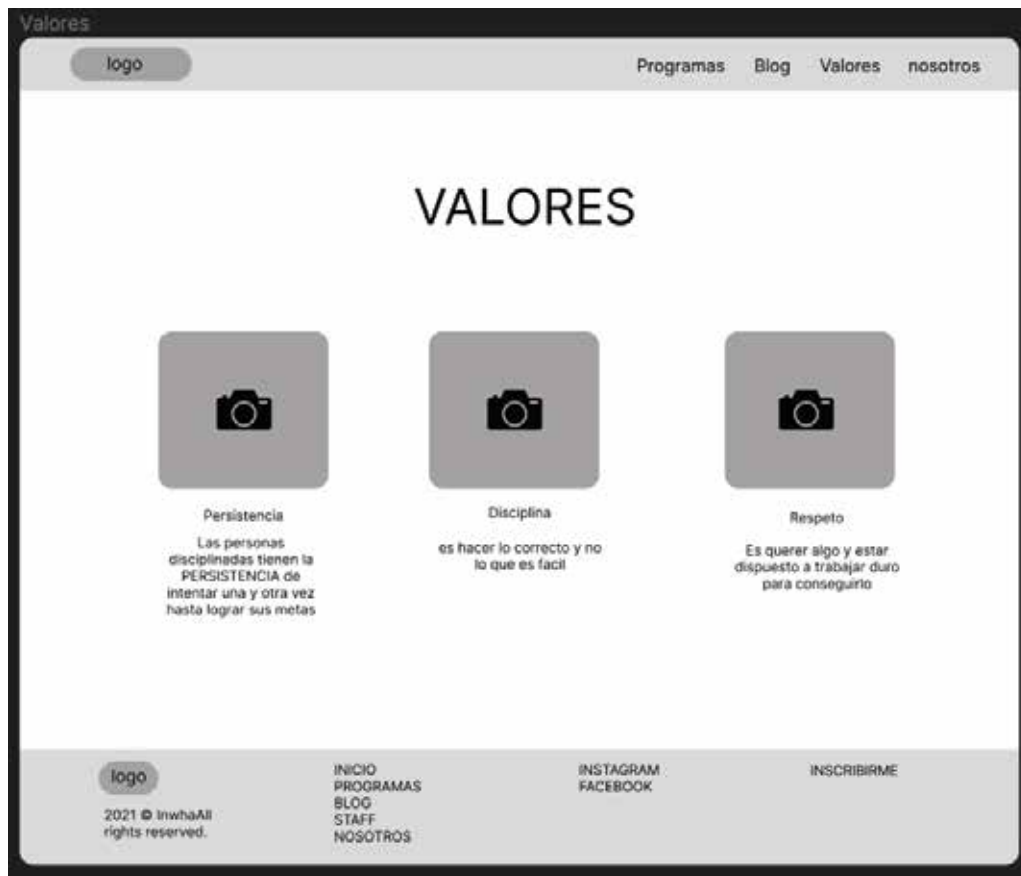 Valores
logo
Programas Blog Valores nosotros
VALORES
Persistencia
Las personas
disciplinadas tienen la
PERSISTENCIA de
intentar una y otra vez
hasta lograr sus metas
Disciplina
es hacer lo correcto y no
lo que es facil
Respeto
Es querer algo y estar
dispuesto a trabajar duro
para conseguirlo
logo
2021 © InwhaAll
rights reserved.
INICIO
PROGRAMAS
BLOG
STAFF
NOSOTROS
INSTAGRAM
FACEBOOK
INSCRIBIRME